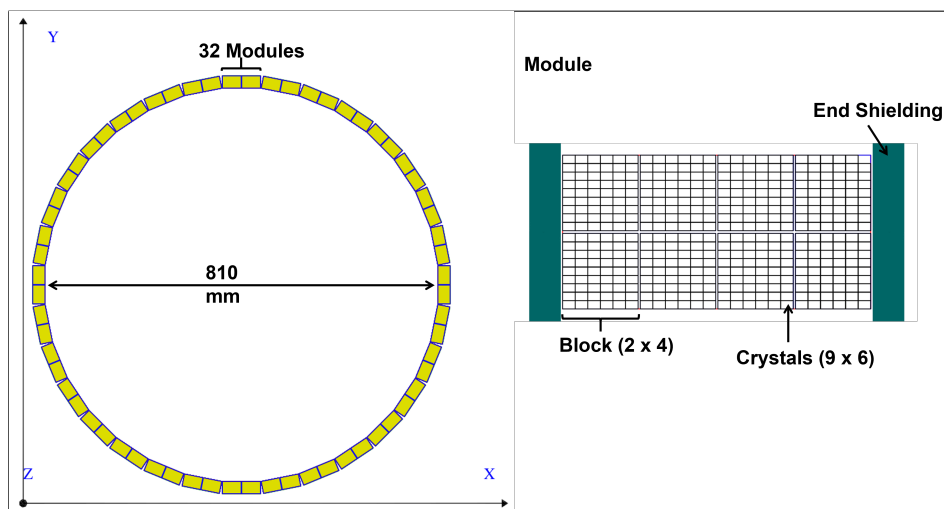 Y
32 Modules
810
mm
Z
X
Module
End Shielding
Block (2 x 4)
Crystals (9 x 6)